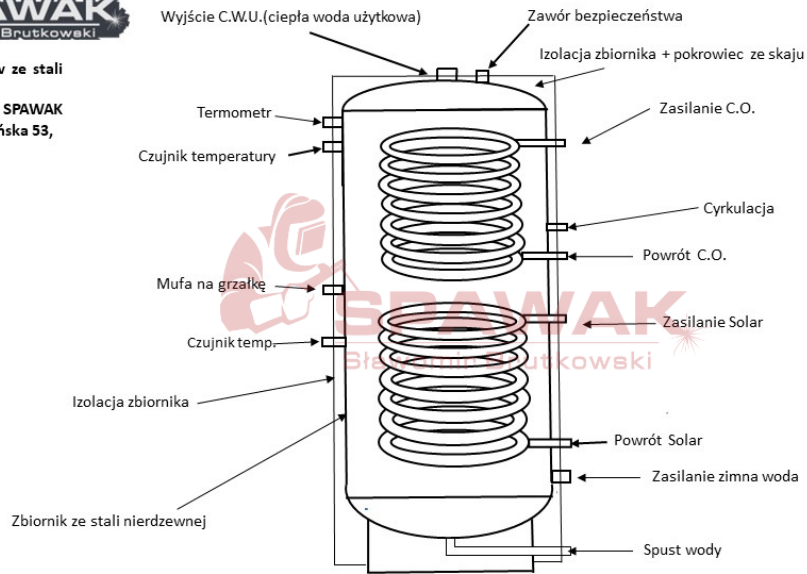 Brutkowski
ze stali
SPAWAK
ńska 53,
Wyjście C.W.U.(ciepła woda użytkowa)
Zawór bezpieczeństwa
Izolacja zbiornika + pokrowiec ze skaju
Termometr
Zasilanie C.O.
Czujnik temperatury
Cyrkulacja
Powrót C.O.
Mufa na grzałkę
SPAWAK
Zasilanie Solar
Czujnik temp.
Sławomir Brutkowski
Izolacja zbiornika
Powrót Solar
Zasilanie zimna woda
Zbiornik ze stali nierdzewnej
Spust wody